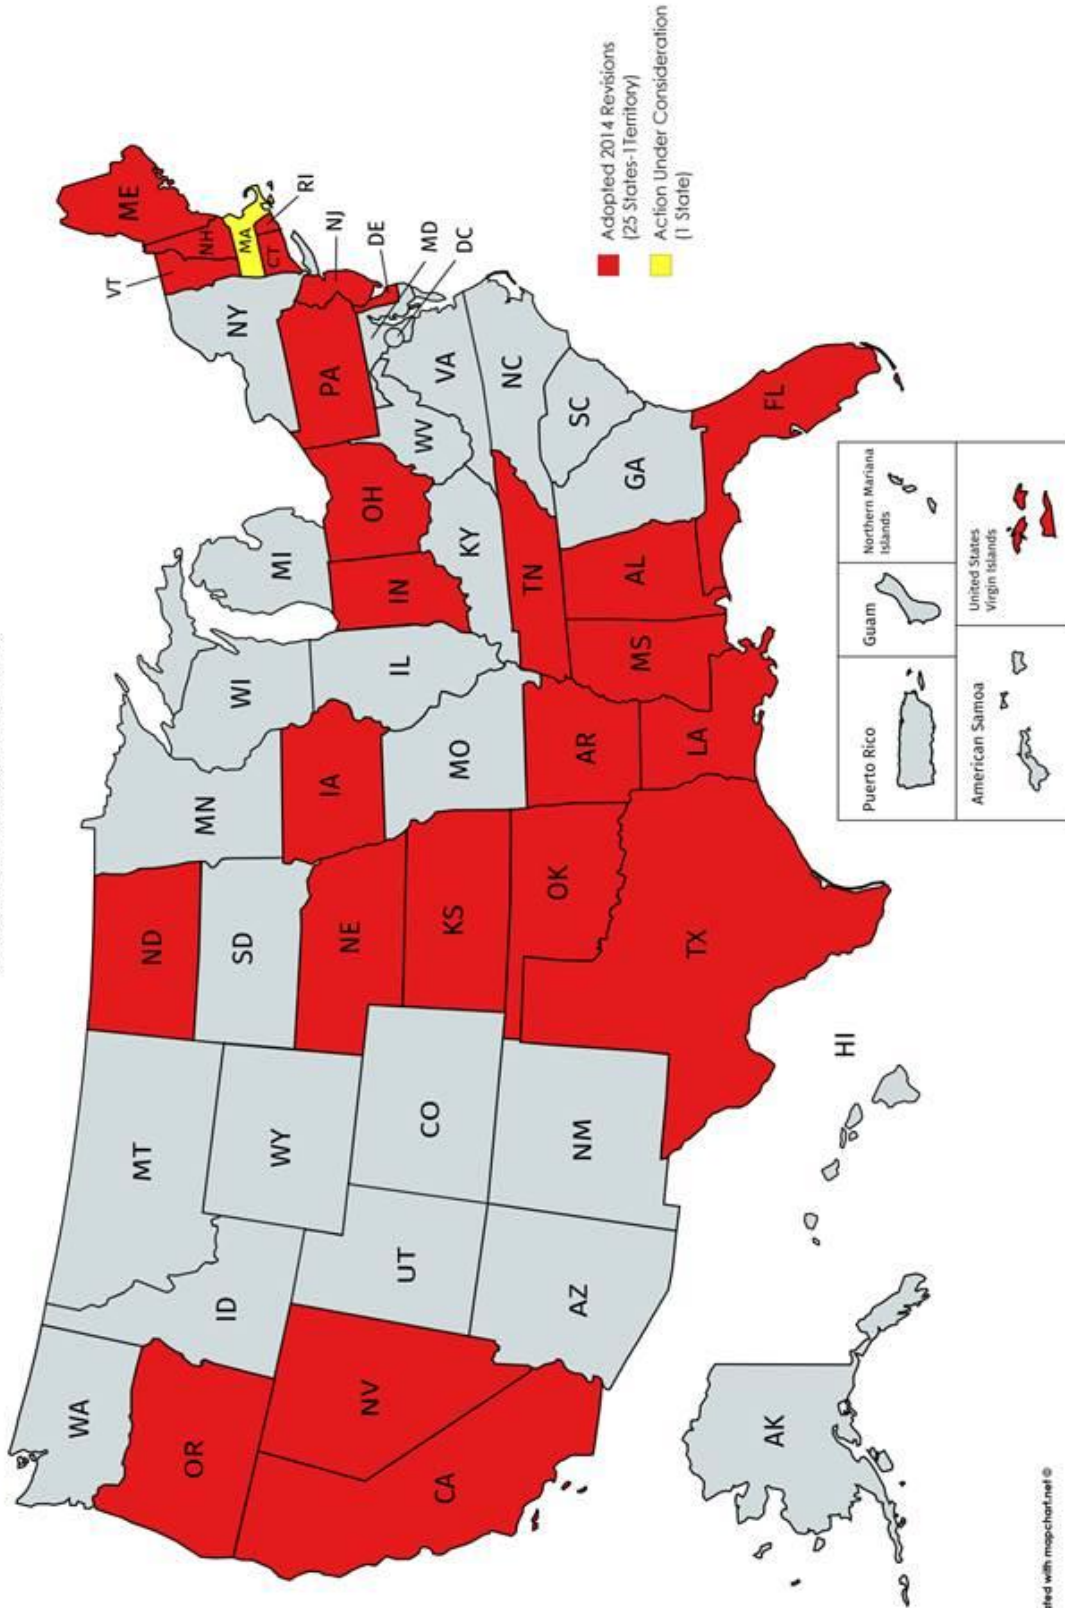 WA
OR
CA
NV
ID
MT
WY
UT
AZ
CO
NM
ND
SD
NE
KS
OK
TX
MN
IA
MO
AR
LA
WI
IL
MI
IN
OH
KY
TN
MS
AL
GA
FL
SC
NC
VA
WV
PA
NY
VT
NH
ME
MA
CT
RI
NJ
DE
MD
DC
AK
HI
Adopted 2014 Revisions
(25 States-1Territory)
Action Under Consideration
(1 State)
Puerto Rico
Guam
Northern Mariana
Islands
American Samoa
United States
Virgin Islands
with mapchart.net ©